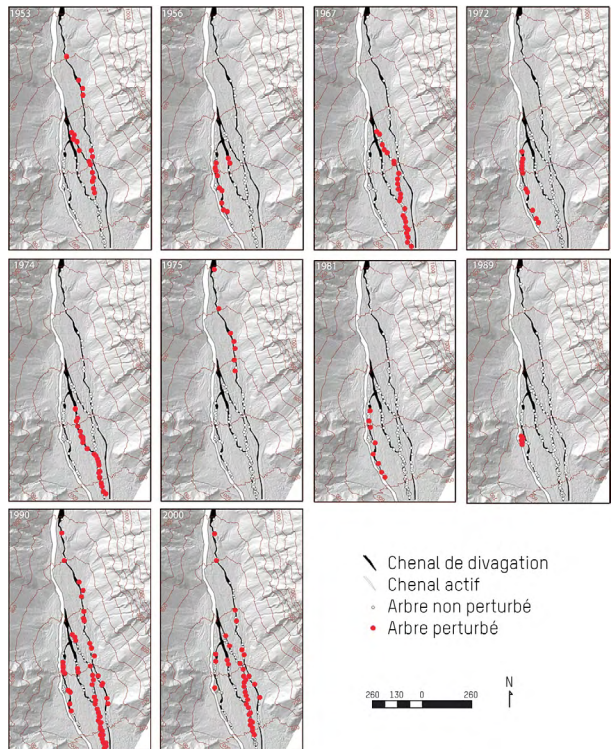 1953
1956
1967
1972
1974
1975
1981
1989
1990
2000
Chenal de divagation
Chenal actif
Arbre non perturbé
Arbre perturbé
260 130 0 260
N